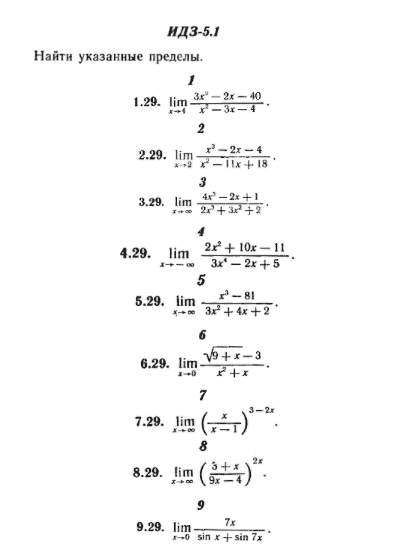 ИДЗ-5.1
Найти указанные пределы.
1
1.29. lim_{x→4} (3x² − 2x − 40)/(x² − 3x − 4).
2
2.29. lim_{x→2} (x³ − 2x − 4)/(x² − 11x + 18).
3
3.29. lim_{x→∞} (4x³ − 2x + 1)/(2x³ + 3x² + 2).
4
4.29. lim_{x→−∞} (2x² + 10x − 11)/(3x⁴ − 2x + 5).
5
5.29. lim_{x→∞} (x³ − 81)/(3x² + 4x + 2).
6
6.29. lim_{x→0} (√(9 + x) − 3)/(x² + x).
7
7.29. lim_{x→∞} (x/(x − 1))^{3 − 2x}.
8
8.29. lim_{x→∞} ((3 + x)/(9x − 4))^{2x}.
9
9.29. lim_{x→0} 7x/(sin x + sin 7x).